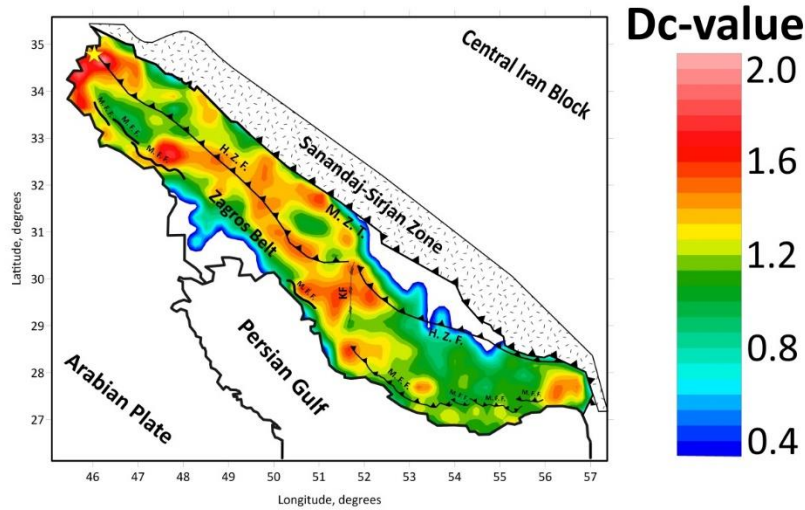 Dc-value
2.0
1.6
1.2
0.8
0.4
Central Iran Block
Sanandaj-Sirjan Zone
M. Z. T.
H. Z. F.
M. F. F.
M. F. F.
M. F. F.
Zagros Belt
M. F. F.
KF
H. Z. F.
M. F. F.
M. F. F.
M. F. F.
M. F. F.
Persian Gulf
Arabian Plate
Latitude, degrees
35
34
33
32
31
30
29
28
27
46 47 48 49 50 51 52 53 54 55 56 57
Longitude, degrees